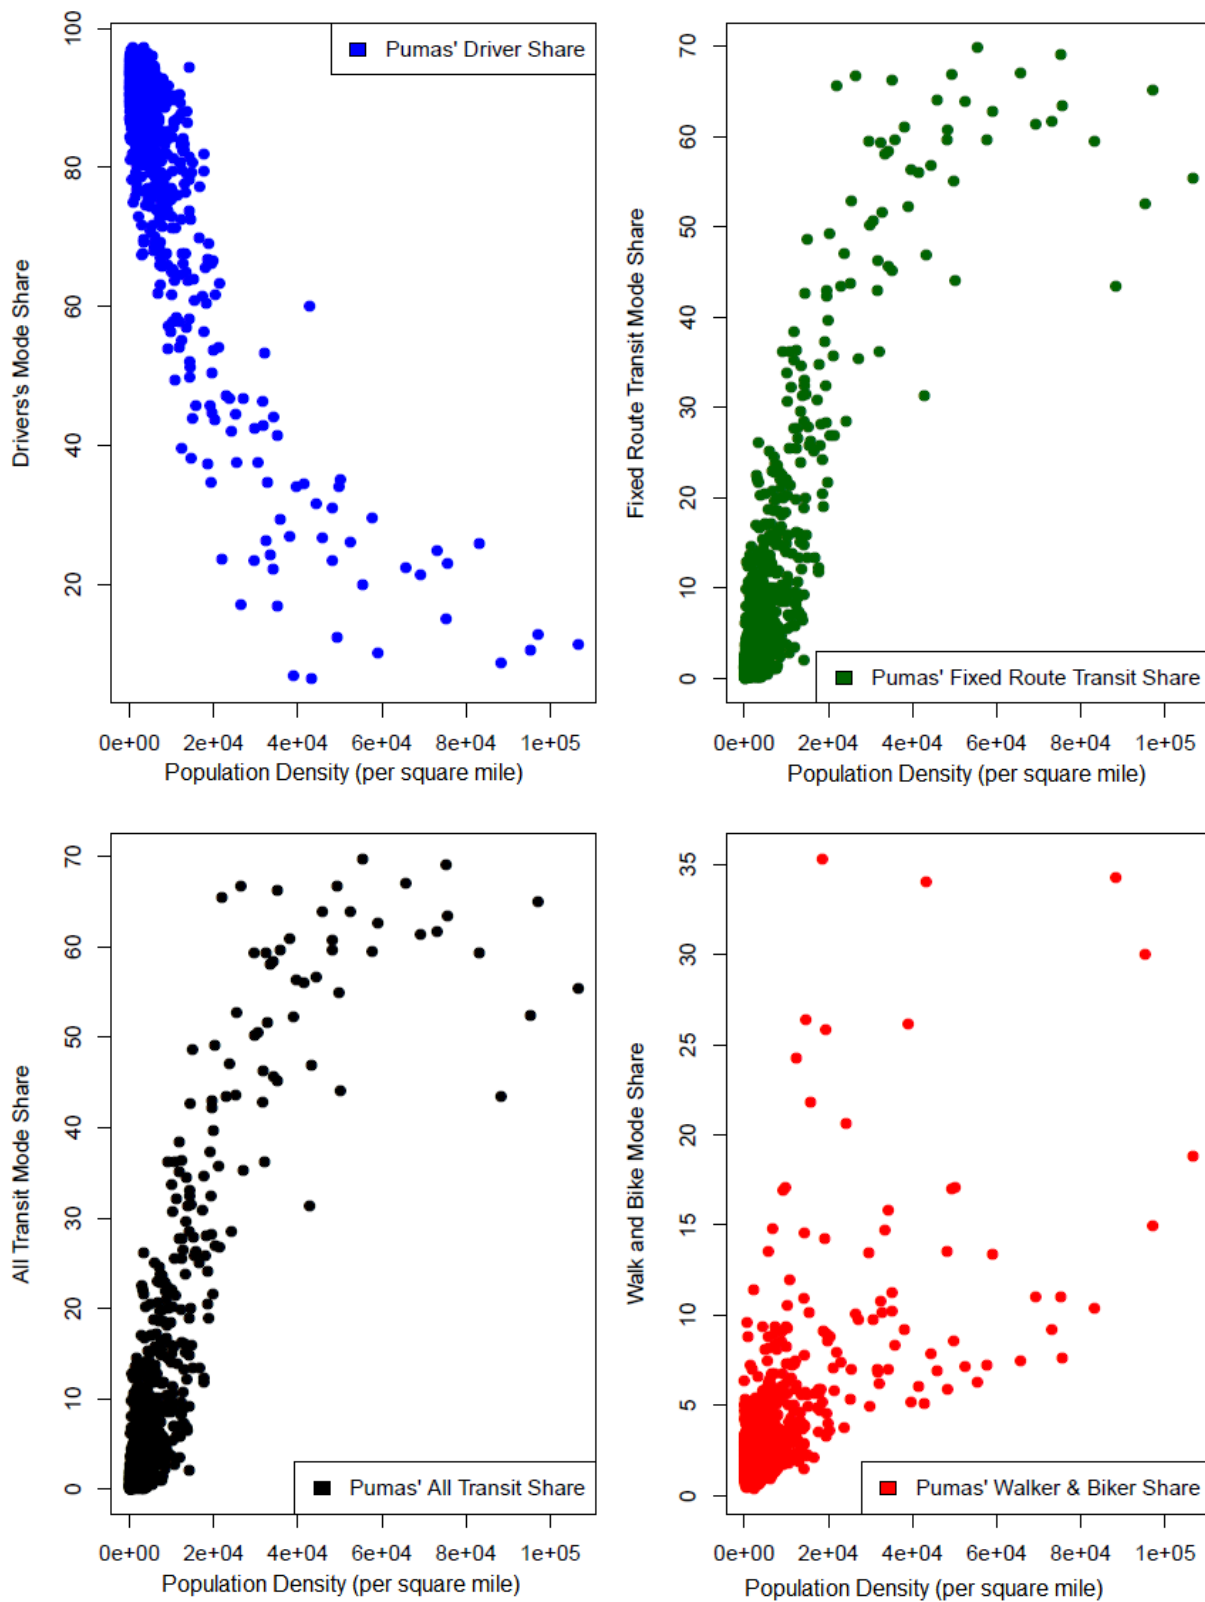 Pumas' Driver Share
Drivers's Mode Share
100
80
60
40
20
0e+00 2e+04 4e+04 6e+04 8e+04 1e+05
Population Density (per square mile)
Pumas' Fixed Route Transit Share
Fixed Route Transit Mode Share
70
60
50
40
30
20
10
0
0e+00 2e+04 4e+04 6e+04 8e+04 1e+05
Population Density (per square mile)
Pumas' All Transit Share
All Transit Mode Share
70
60
50
40
30
20
10
0
0e+00 2e+04 4e+04 6e+04 8e+04 1e+05
Population Density (per square mile)
Pumas' Walker & Biker Share
Walk and Bike Mode Share
35
30
25
20
15
10
5
0
0e+00 2e+04 4e+04 6e+04 8e+04 1e+05
Population Density (per square mile)